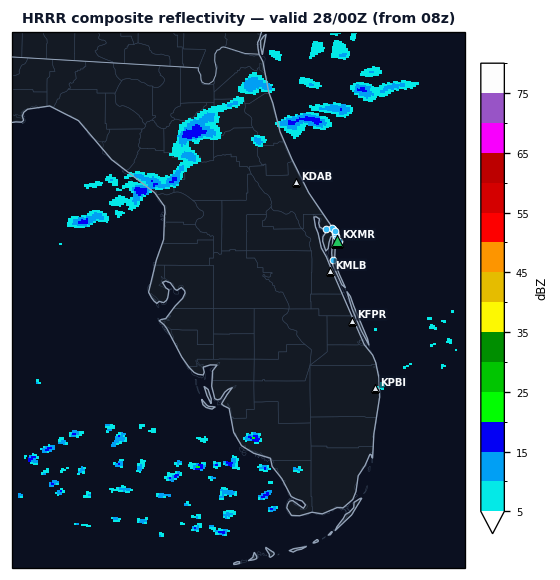 HRRR composite reflectivity — valid 28/00Z (from 08z)
75
65
55
45
35
25
15
5
dBZ
KDAB
KXMR
KMLB
KFPR
KPBI